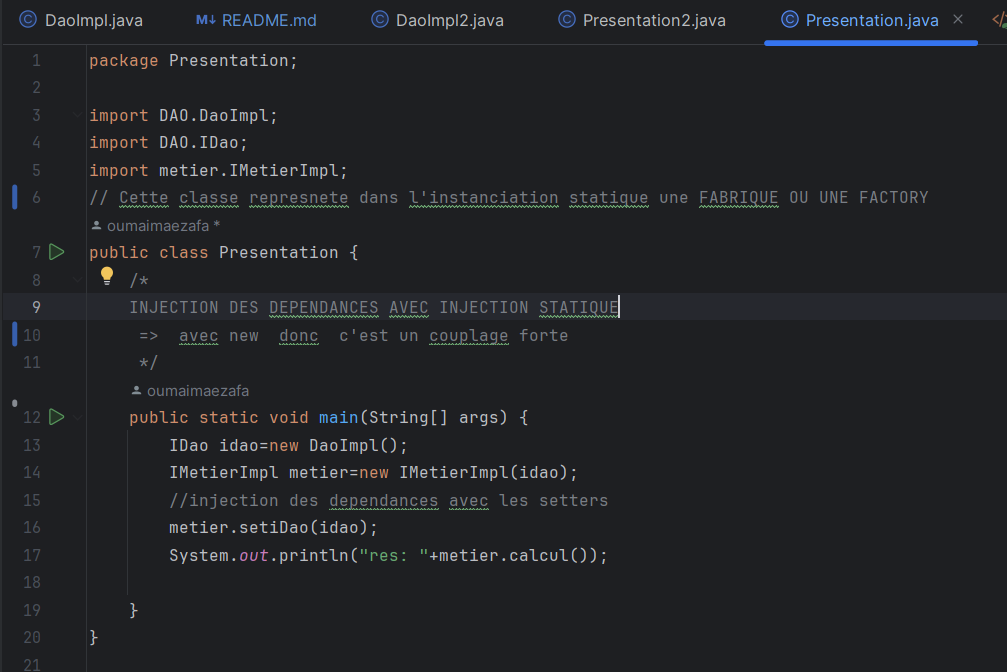 DaoImpl.java M↓ README.md DaoImpl2.java Presentation2.java Presentation.java
1 package Presentation;
2
3 import DAO.DaoImpl;
4 import DAO.IDao;
5 import metier.IMetierImpl;
6 // Cette classe represnete dans l'instanciation statique une FABRIQUE OU UNE FACTORY
oumaimaezafa *
7 public class Presentation {
8 /*
9 INJECTION DES DEPENDANCES AVEC INJECTION STATIQUE
10 => avec new donc c'est un couplage forte
11 */
oumaimaezafa
12 public static void main(String[] args) {
13 IDao idao=new DaoImpl();
14 IMetierImpl metier=new IMetierImpl(idao);
15 //injection des dependances avec les setters
16 metier.setiDao(idao);
17 System.out.println("res: "+metier.calcul());
18
19 }
20 }
21